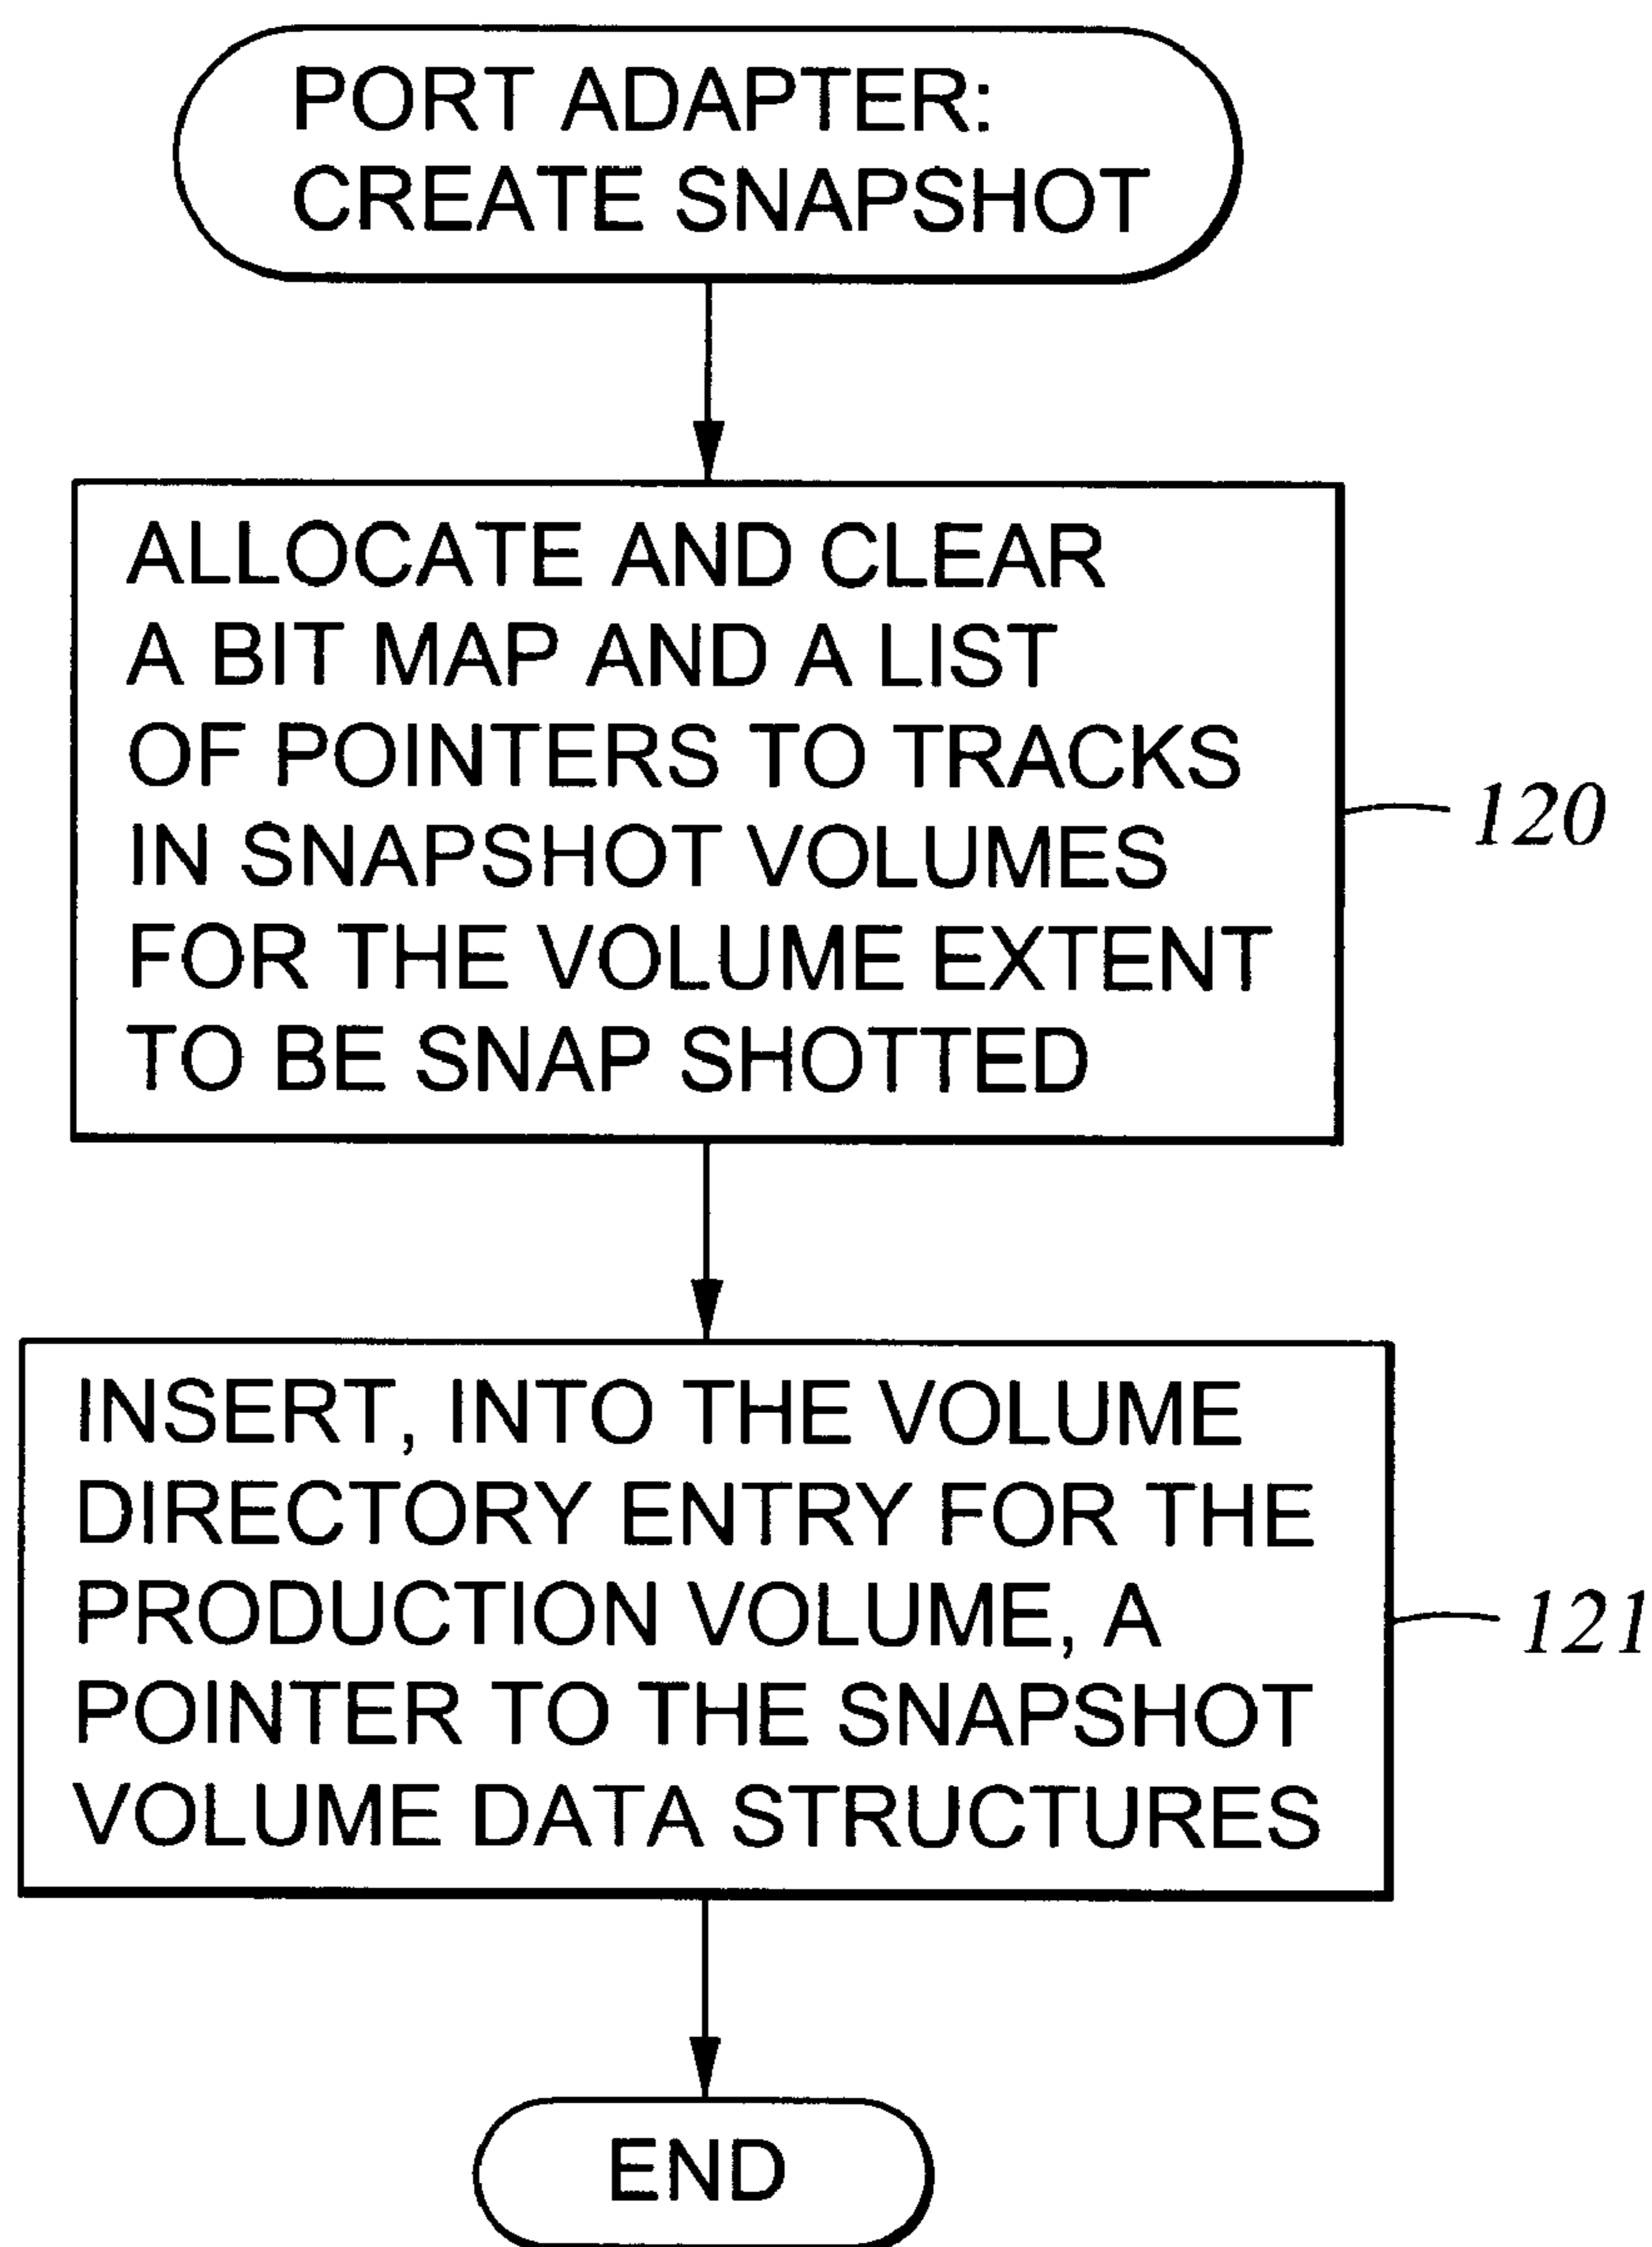 PORT ADAPTER:
CREATE SNAPSHOT
ALLOCATE AND CLEAR
A BIT MAP AND A LIST
OF POINTERS TO TRACKS
IN SNAPSHOT VOLUMES
FOR THE VOLUME EXTENT
TO BE SNAP SHOTTED
120
INSERT, INTO THE VOLUME
DIRECTORY ENTRY FOR THE
PRODUCTION VOLUME, A
POINTER TO THE SNAPSHOT
VOLUME DATA STRUCTURES
121
END